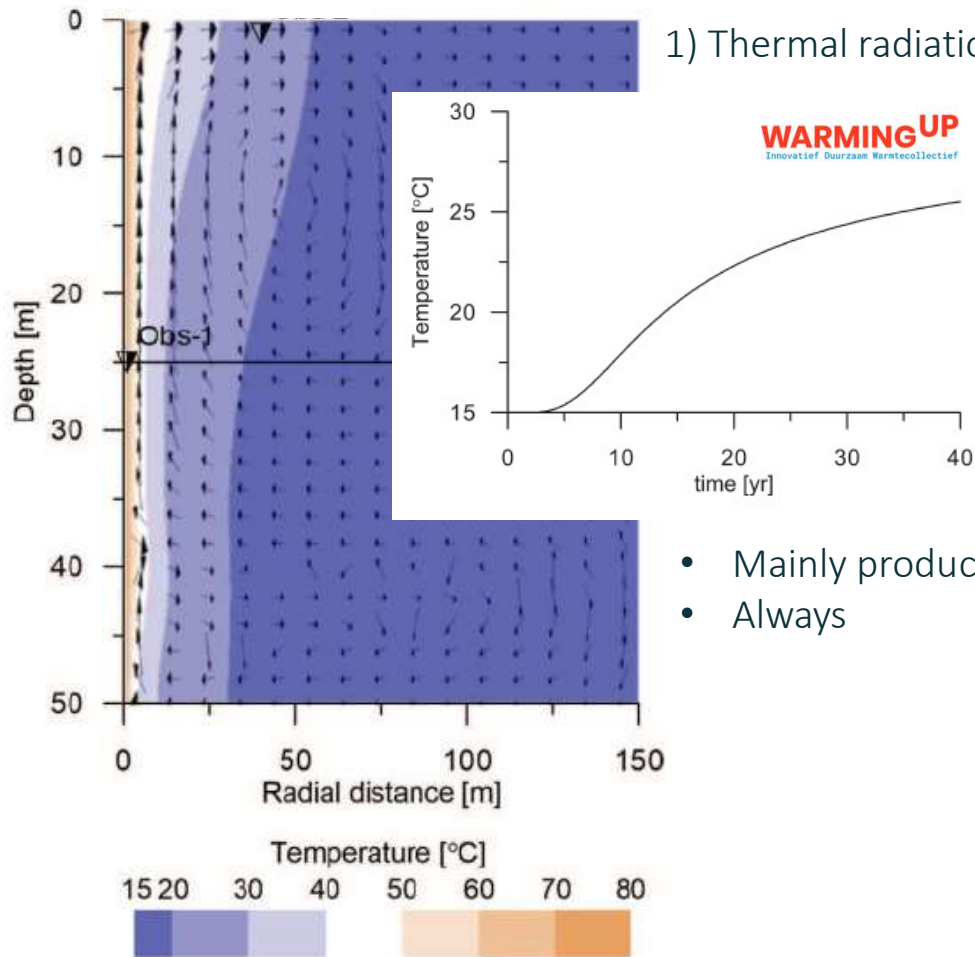 1) Thermal radiatio
WARMINGUP
Innovatief Duurzaam Warmtecollectief
30
25
20
15
Temperature [°C]
0 10 20 30 40
time [yr]
0
10
20
30
40
50
Depth [m]
Obs-1
0 50 100 150
Radial distance [m]
• Mainly produc
• Always
Temperature [°C]
15 20 30 40 50 60 70 80